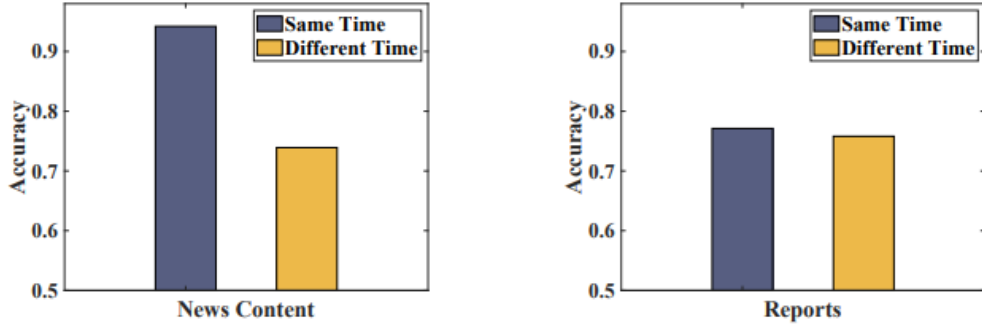 Same Time
Different Time
0.9
0.8
0.7
0.6
0.5
Accuracy
News Content
Same Time
Different Time
0.9
0.8
0.7
0.6
0.5
Accuracy
Reports